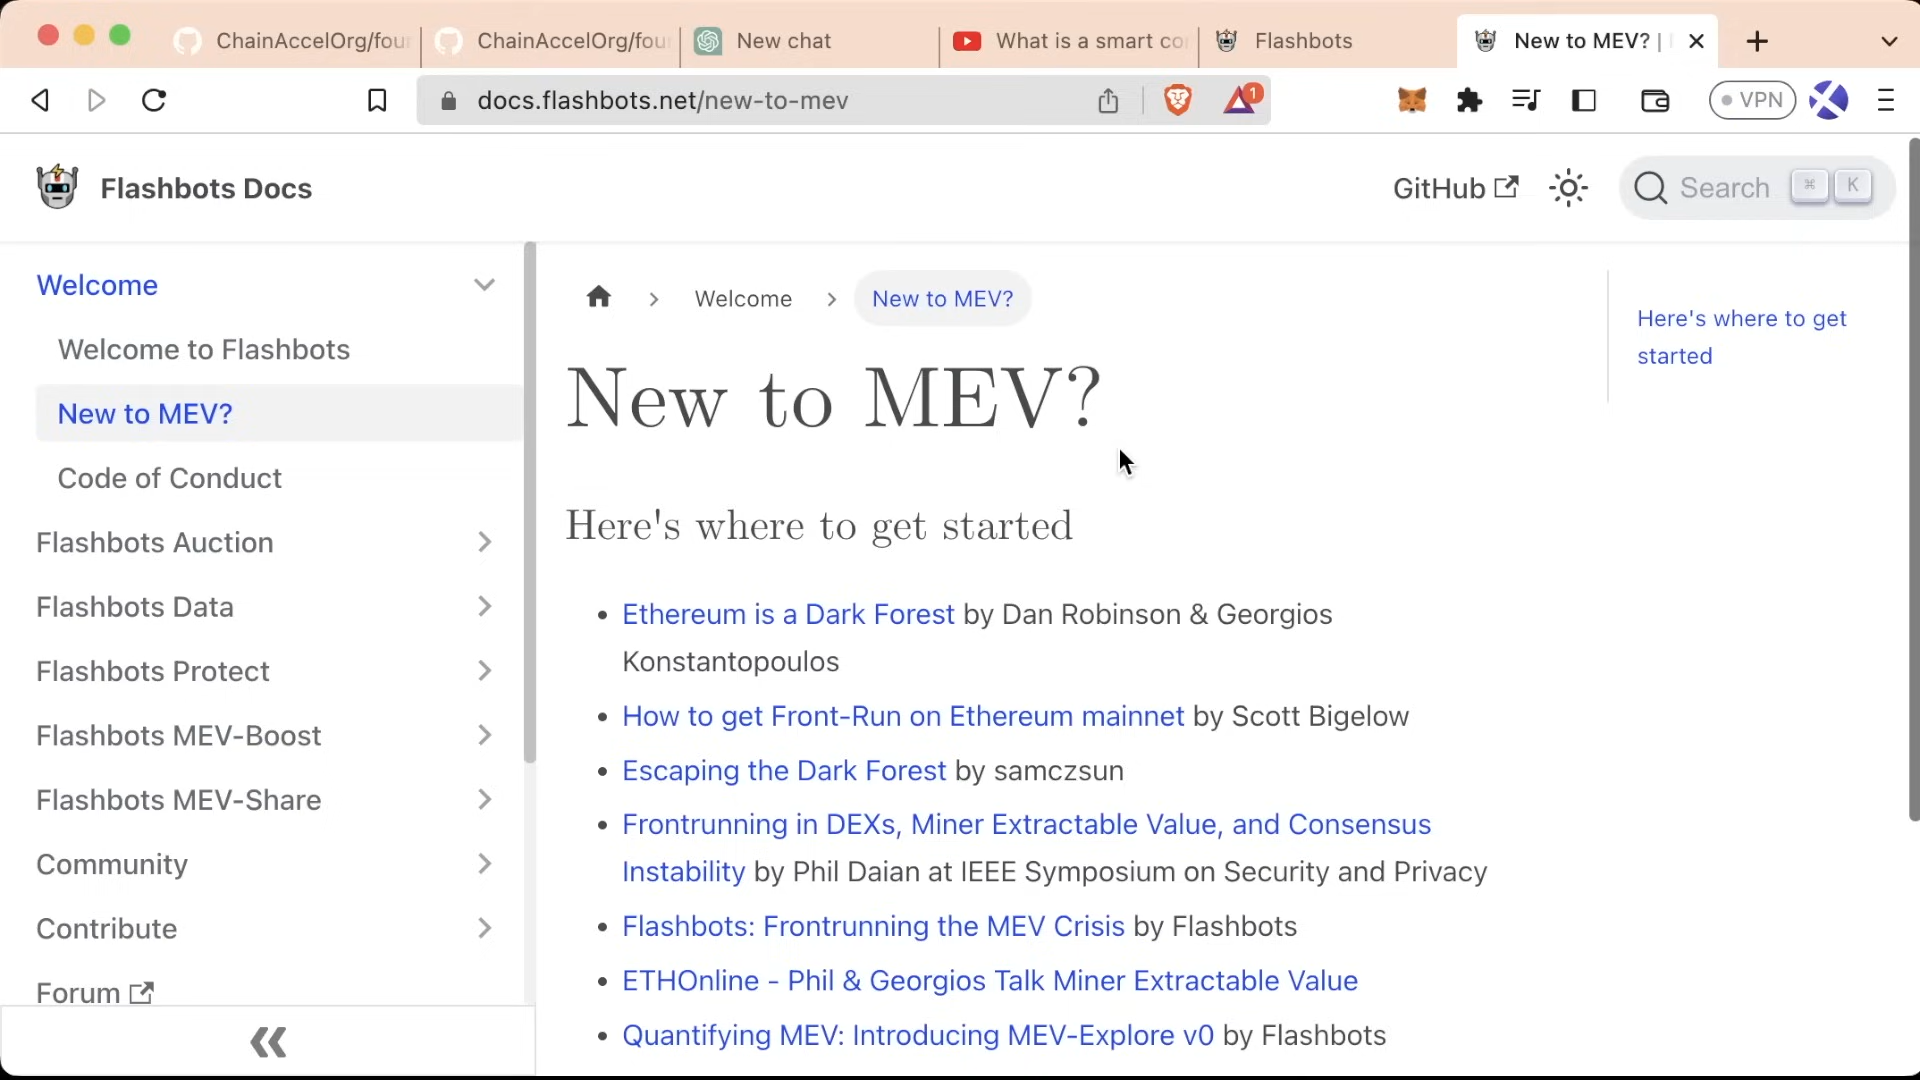 ChainAccelOrg/four
ChainAccelOrg/four
New chat
What is a smart co
Flashbots
New to MEV? |
docs.flashbots.net/new-to-mev
1
VPN
Flashbots Docs
GitHub
Search
⌘ K
Welcome
Welcome to Flashbots
New to MEV?
Code of Conduct
Flashbots Auction
Flashbots Data
Flashbots Protect
Flashbots MEV-Boost
Flashbots MEV-Share
Community
Contribute
Forum
Welcome
New to MEV?
New to MEV?
Here's where to get started
Ethereum is a Dark Forest by Dan Robinson & Georgios
Konstantopoulos
How to get Front-Run on Ethereum mainnet by Scott Bigelow
Escaping the Dark Forest by samczsun
Frontrunning in DEXs, Miner Extractable Value, and Consensus
Instability by Phil Daian at IEEE Symposium on Security and Privacy
Flashbots: Frontrunning the MEV Crisis by Flashbots
ETHOnline - Phil & Georgios Talk Miner Extractable Value
Quantifying MEV: Introducing MEV-Explore v0 by Flashbots
Here's where to get
started